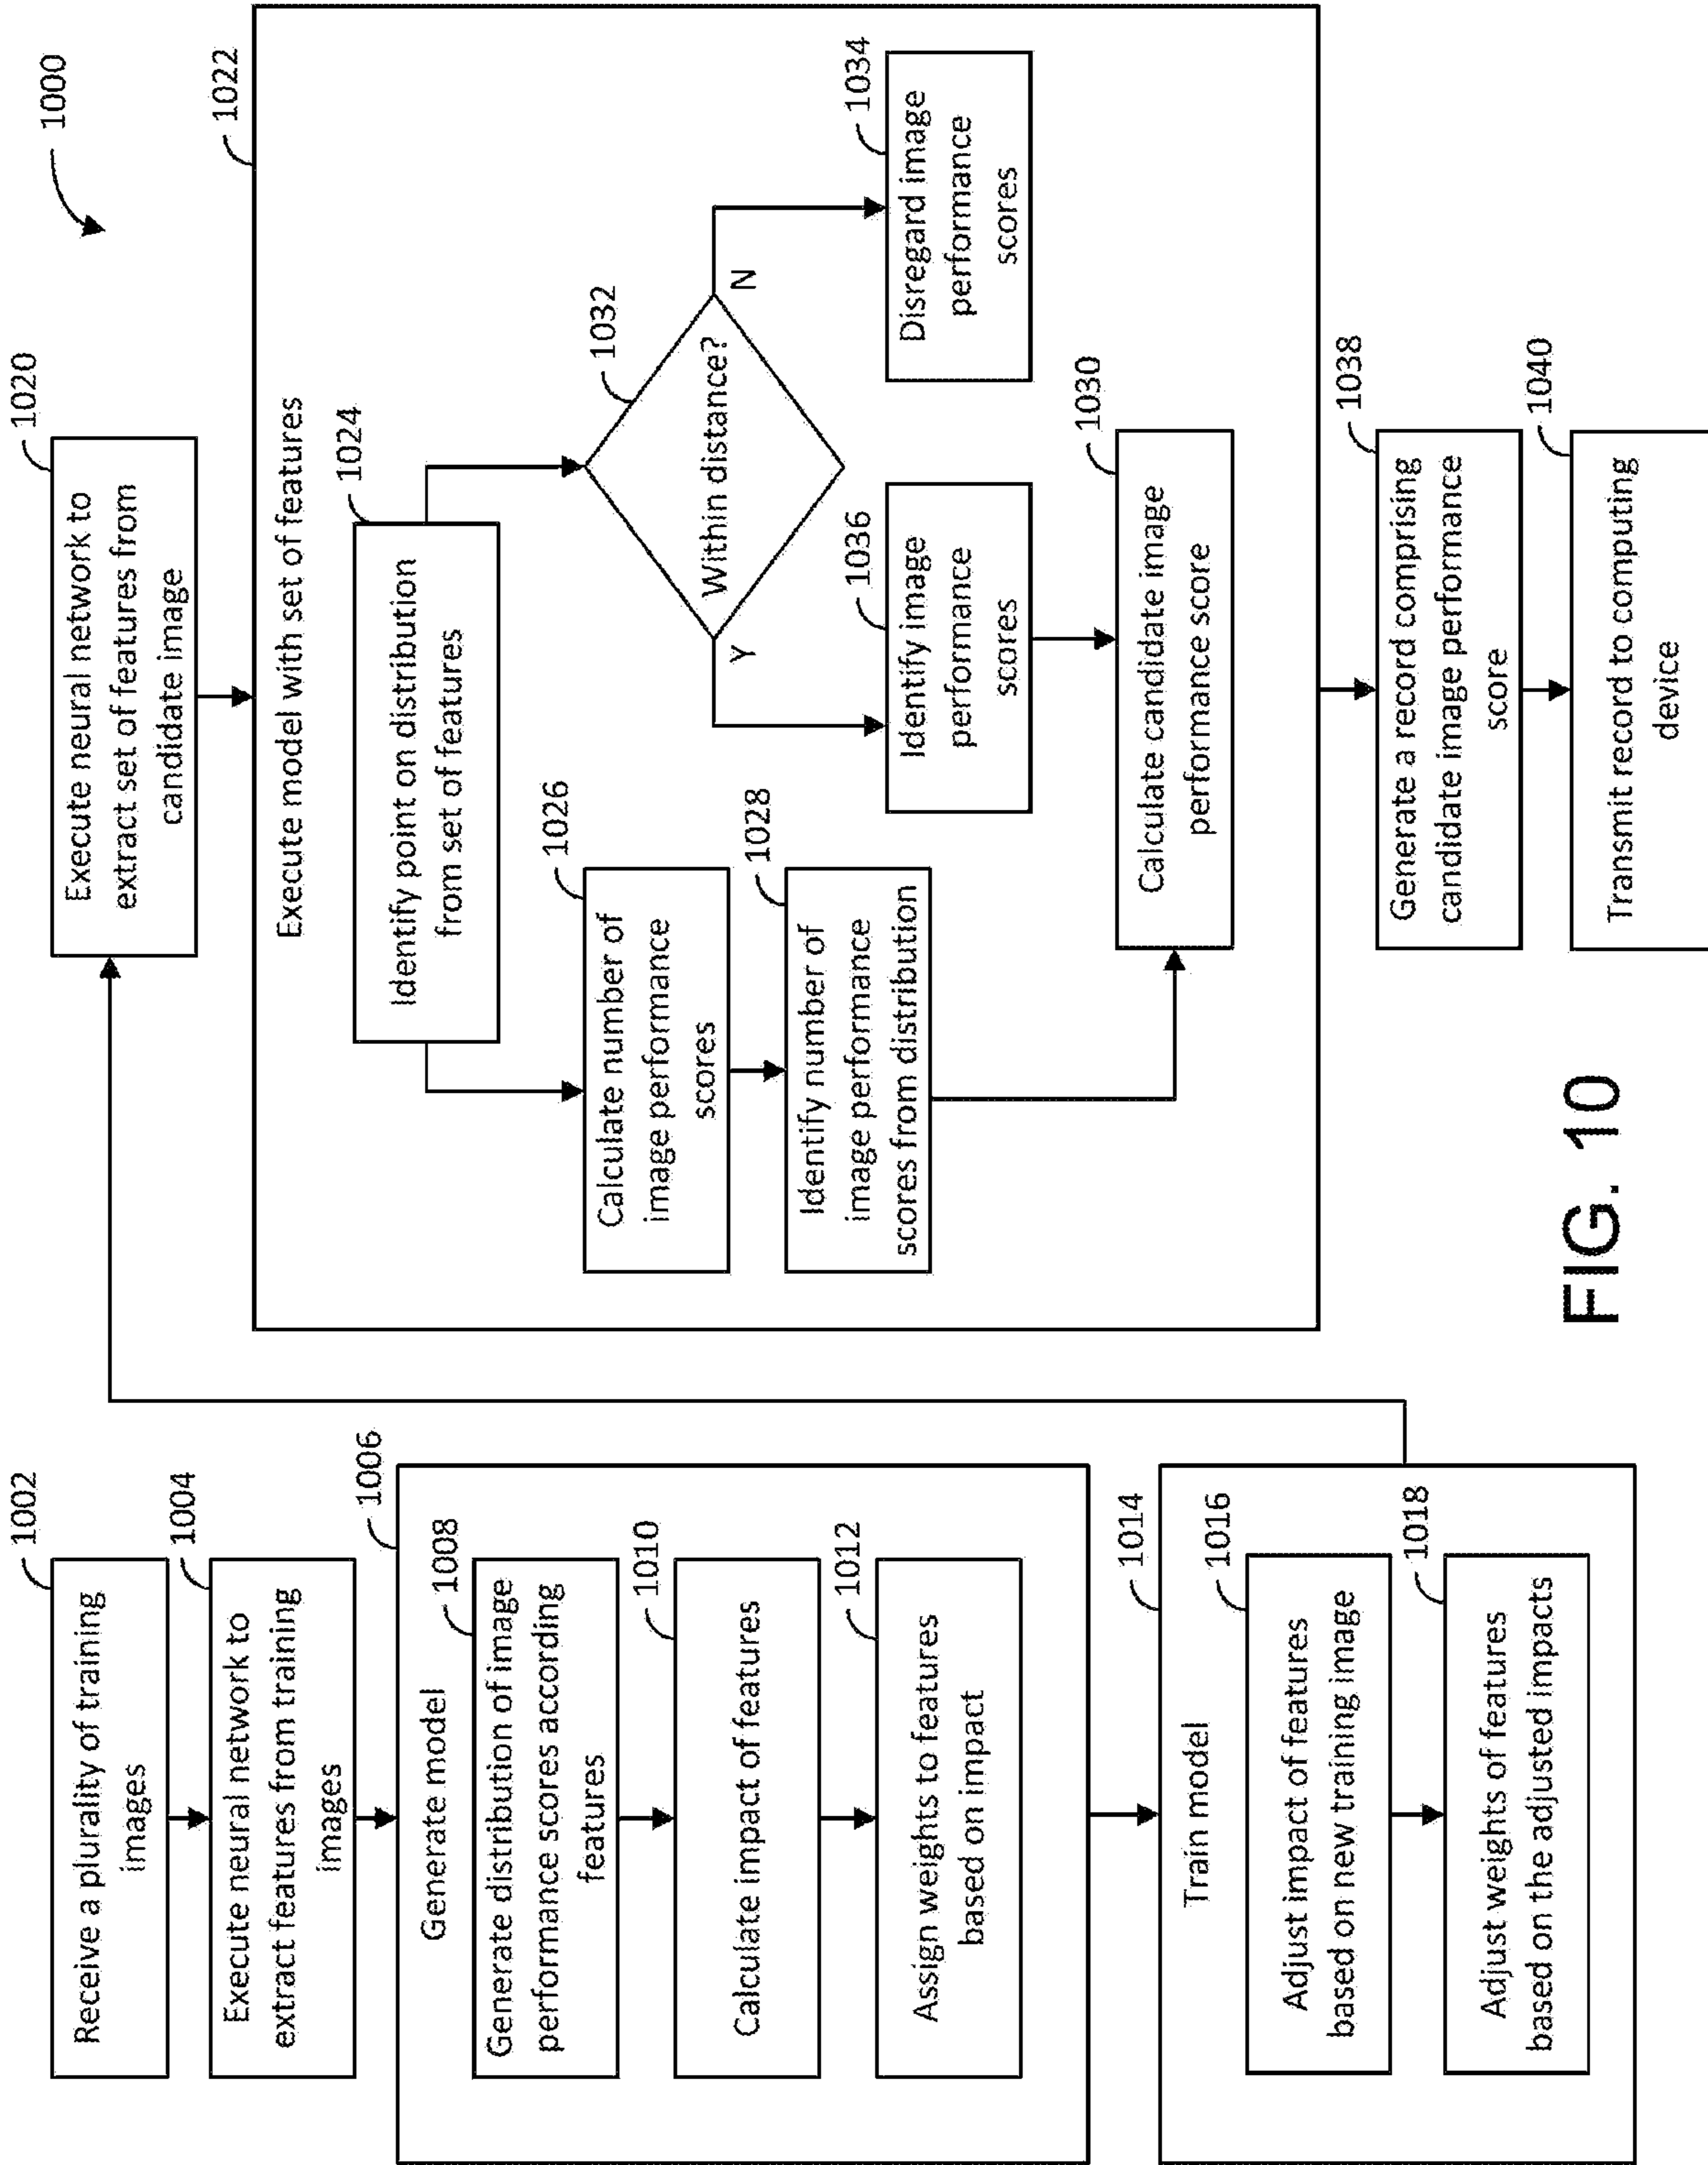 1000
1002
Receive a plurality of training
images
1004
Execute neural network to
extract features from training
images
1006
Generate model
1008
Generate distribution of image
performance scores according
features
1010
Calculate impact of features
1012
Assign weights to features
based on impact
1014
Train model
1016
Adjust impact of features
based on new training image
1018
Adjust weights of features
based on the adjusted impacts
1020
Execute neural network to
extract set of features from
candidate image
1022
Execute model with set of features
1024
Identify point on distribution
from set of features
1026
Calculate number of
image performance
scores
1028
Identify number of
image performance
scores from distribution
1032
Within distance?
Y
N
1036
Identify image
performance
scores
1034
Disregard image
performance
scores
1030
Calculate candidate image
performance score
1038
Generate a record comprising
candidate image performance
score
1040
Transmit record to computing
device
FIG. 10